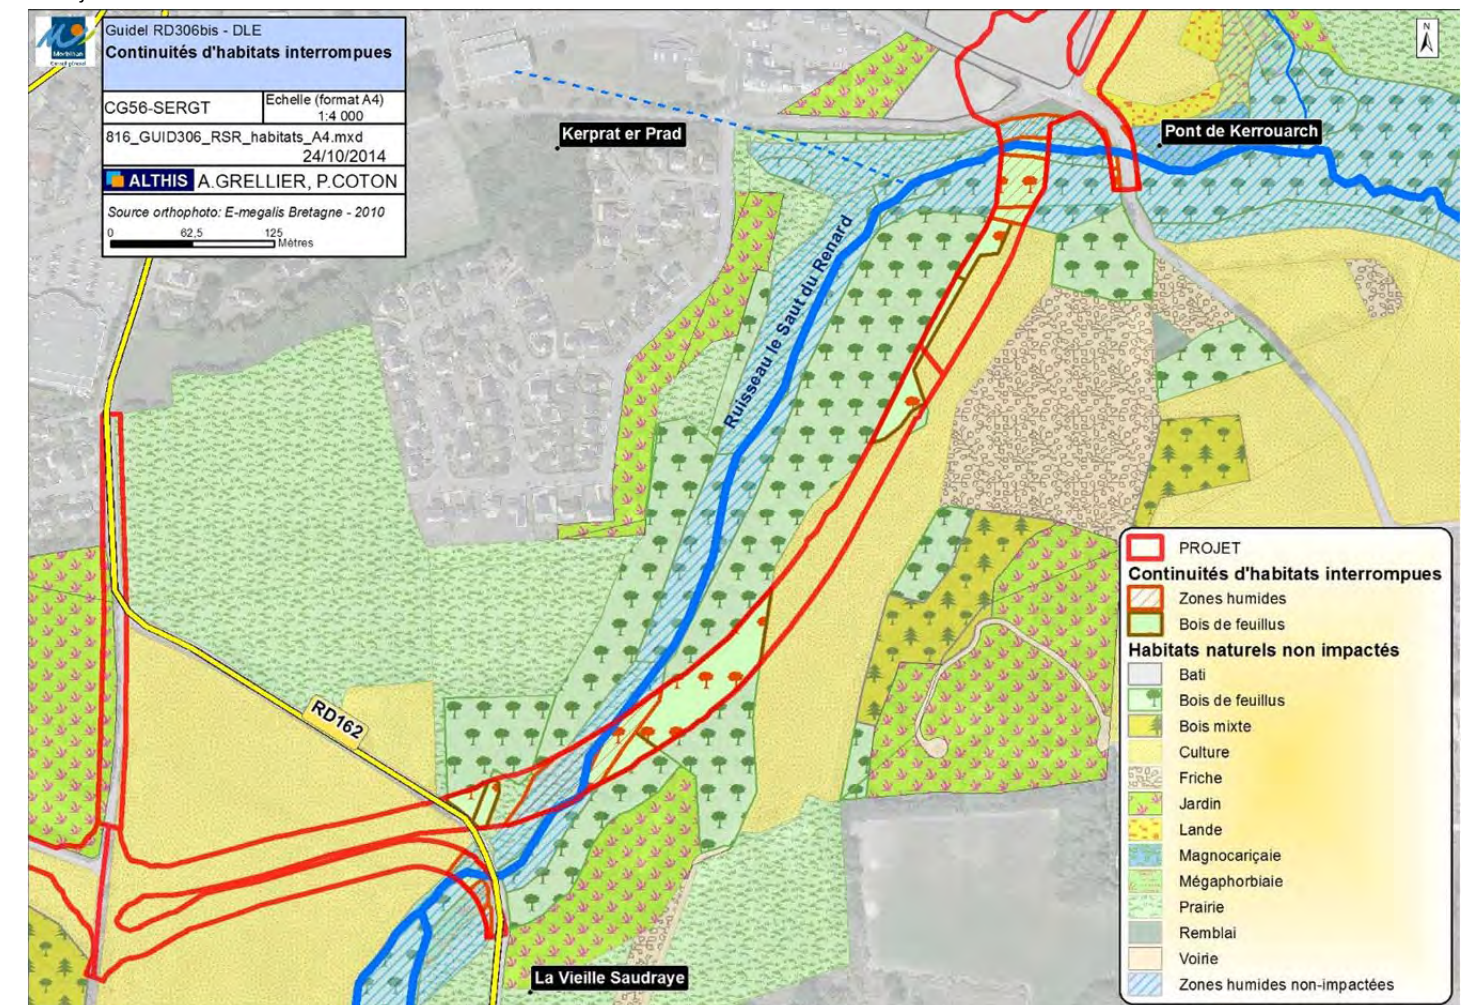 Guidel RD306bis - DLE
Continuités d'habitats interrompues
CG56-SERGT
Echelle (format A4)
1:4 000
816_GUID306_RSR_habitats_A4.mxd
24/10/2014
ALTHIS A.GRELLIER, P.COTON
Source orthophoto: E-megalis Bretagne - 2010
0 62,5 125
Mètres
N
Kerprat er Prad
Pont de Kerrouarch
Ruisseau le Saut du Renard
RD162
La Vieille Saudraye
PROJET
Continuités d'habitats interrompues
Zones humides
Bois de feuillus
Habitats naturels non impactés
Bati
Bois de feuillus
Bois mixte
Culture
Friche
Jardin
Lande
Magnocariçaie
Mégaphorbiaie
Prairie
Remblai
Voirie
Zones humides non-impactées